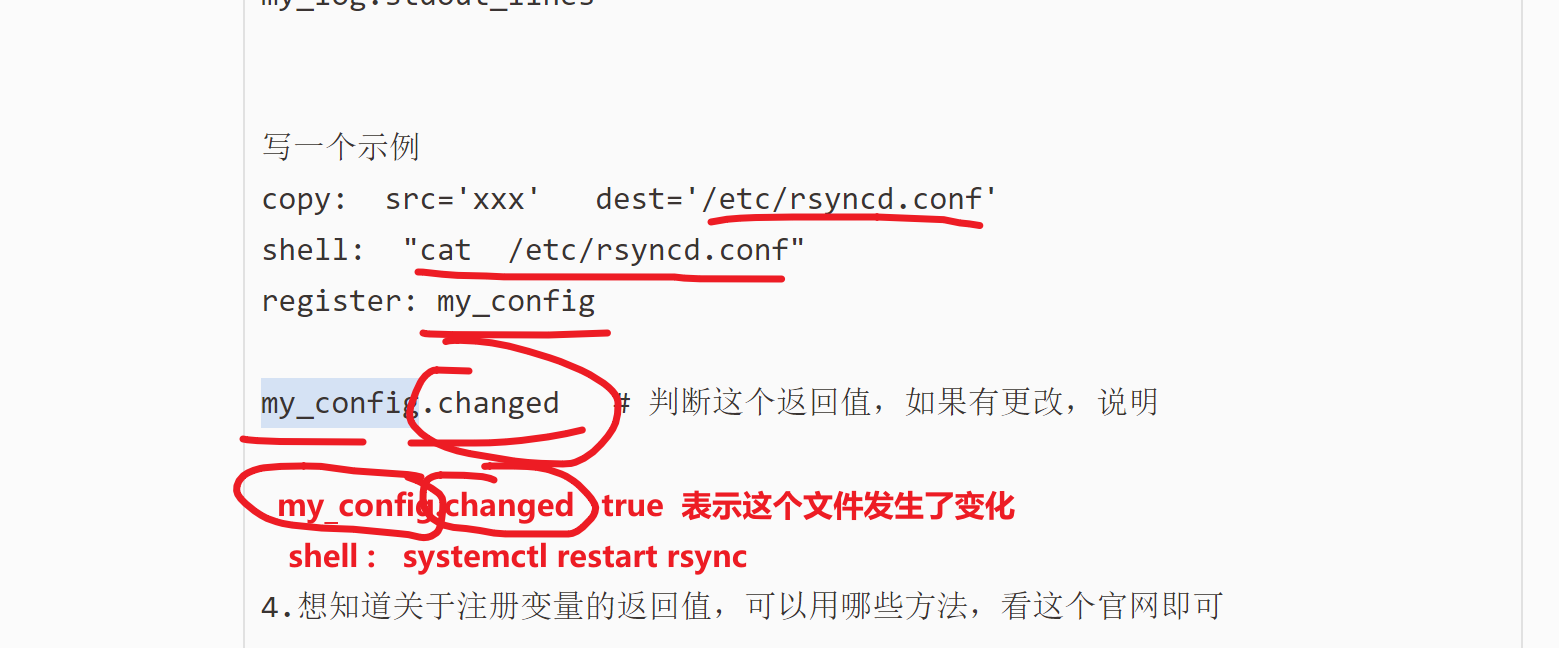 my_log.stdout_lines
写一个示例
copy:  src='xxx'   dest='/etc/rsyncd.conf'
shell:  "cat  /etc/rsyncd.conf"
register: my_config
my_config.changed   # 判断这个返回值，如果有更改，说明
my_config.changed   true  表示这个文件发生了变化
shell :   systemctl restart rsync
4.想知道关于注册变量的返回值，可以用哪些方法，看这个官网即可